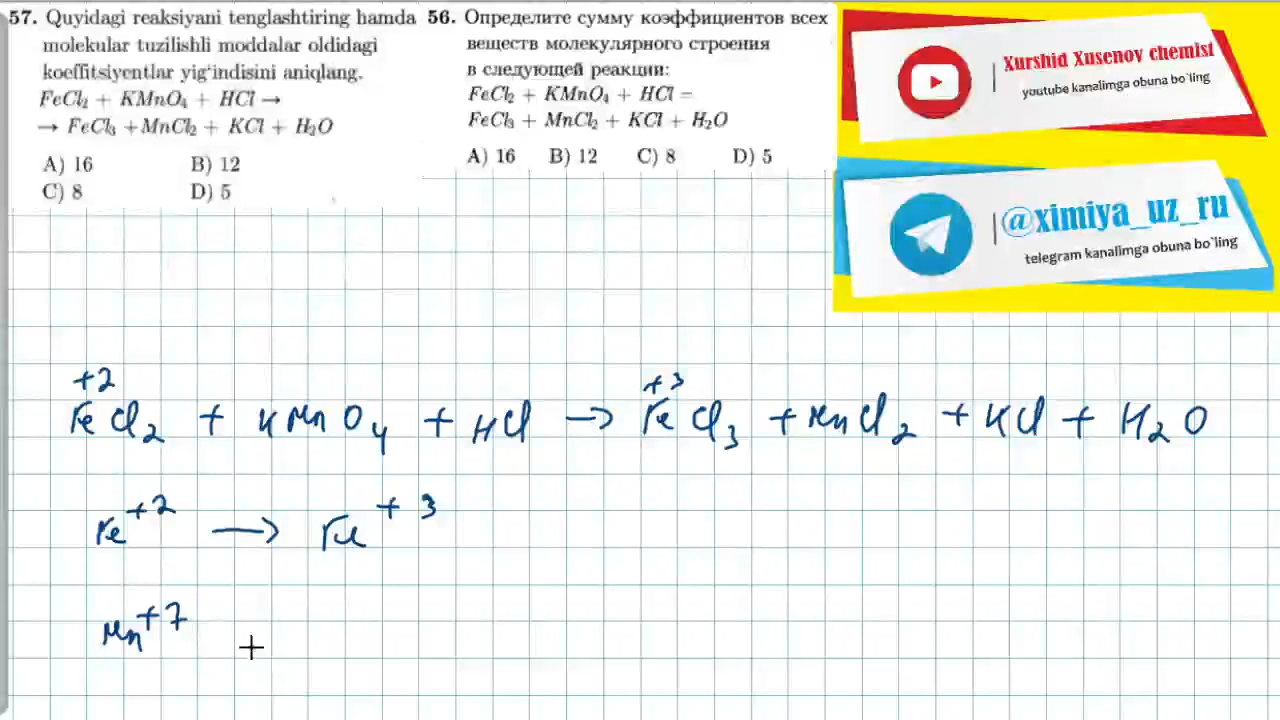 57. Quyidagi reaksiyani tenglashtiring hamda
molekular tuzilishli moddalar oldidagi
koeffitsiyentlar yig‘indisini aniqlang.
FeCl₂ + KMnO₄ + HCl →
→ FeCl₃ + MnCl₂ + KCl + H₂O
A) 16 B) 12
C) 8 D) 5
56. Определите сумму коэффициентов всех
веществ молекулярного строения
в следующей реакции:
FeCl₂ + KMnO₄ + HCl =
FeCl₃ + MnCl₂ + KCl + H₂O
A) 16 B) 12 C) 8 D) 5
Xurshid Xusenov chemist
youtube kanalimga obuna bo`ling
@ximiya_uz_ru
telegram kanalimga obuna bo`ling
+2 +3
FeCl₂ + KMnO₄ + HCl → FeCl₃ + MnCl₂ + KCl + H₂O
Fe⁺² → Fe⁺³
Mn⁺⁷